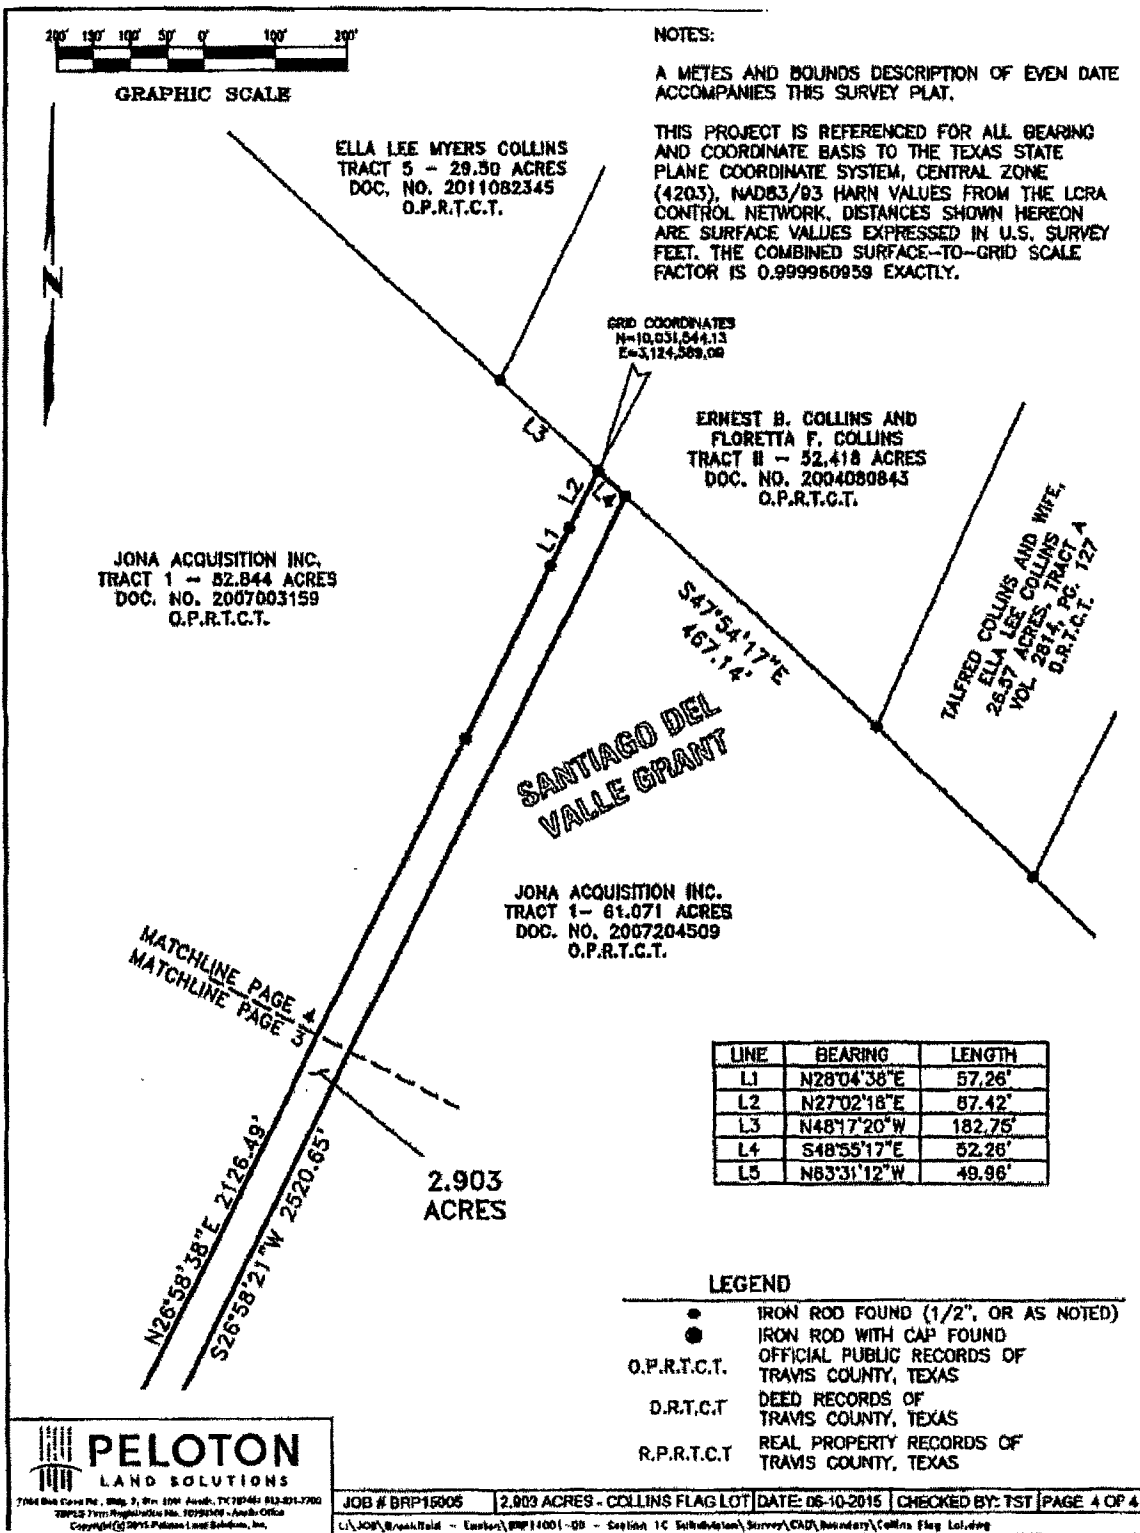 200' 150' 100' 50' 0' 100' 200'
GRAPHIC SCALE
NOTES:
A METES AND BOUNDS DESCRIPTION OF EVEN DATE
ACCOMPANIES THIS SURVEY PLAT.
THIS PROJECT IS REFERENCED FOR ALL BEARING
AND COORDINATE BASIS TO THE TEXAS STATE
PLANE COORDINATE SYSTEM, CENTRAL ZONE
(4203), NAD83/93 HARN VALUES FROM THE LCRA
CONTROL NETWORK. DISTANCES SHOWN HEREON
ARE SURFACE VALUES EXPRESSED IN U.S. SURVEY
FEET. THE COMBINED SURFACE-TO-GRID SCALE
FACTOR IS 0.999960959 EXACTLY.
ELLA LEE MYERS COLLINS
TRACT 5 - 29.50 ACRES
DOC. NO. 2011082345
O.P.R.T.C.T.
N
GRID COORDINATES
N=10,031,544.13
E=3,124,589.09
L3
L2
L4
L1
ERNEST B. COLLINS AND
FLORETTA F. COLLINS
TRACT II - 52.418 ACRES
DOC. NO. 2004080843
O.P.R.T.C.T.
TALFRED COLLINS AND WIFE,
ELLA LEE COLLINS
26.57 ACRES, TRACT A
VOL. 2814, PG. 127
D.R.T.C.T.
JONA ACQUISITION INC.
TRACT 1 - 82.844 ACRES
DOC. NO. 2007003159
O.P.R.T.C.T.
S47°54'17"E
467.14'
SANTIAGO DEL
VALLE GRANT
JONA ACQUISITION INC.
TRACT 1- 61.071 ACRES
DOC. NO. 2007204509
O.P.R.T.C.T.
MATCHLINE PAGE 4
MATCHLINE PAGE 3
LINE BEARING LENGTH
L1 N28°04'38"E 57.26'
L2 N27°02'18"E 87.42'
L3 N48°17'20"W 182.75'
L4 S48°55'17"E 52.26'
L5 N63°31'12"W 49.96'
2.903
ACRES
N26°58'38"E 2126.49'
S26°58'21"W 2520.65'
LEGEND
IRON ROD FOUND (1/2", OR AS NOTED)
IRON ROD WITH CAP FOUND
O.P.R.T.C.T. OFFICIAL PUBLIC RECORDS OF
TRAVIS COUNTY, TEXAS
D.R.T.C.T DEED RECORDS OF
TRAVIS COUNTY, TEXAS
R.P.R.T.C.T REAL PROPERTY RECORDS OF
TRAVIS COUNTY, TEXAS
PELOTON
LAND SOLUTIONS
JOB # BRP15005 2.903 ACRES - COLLINS FLAG LOT DATE: 06-10-2015 CHECKED BY: TST PAGE 4 OF 4